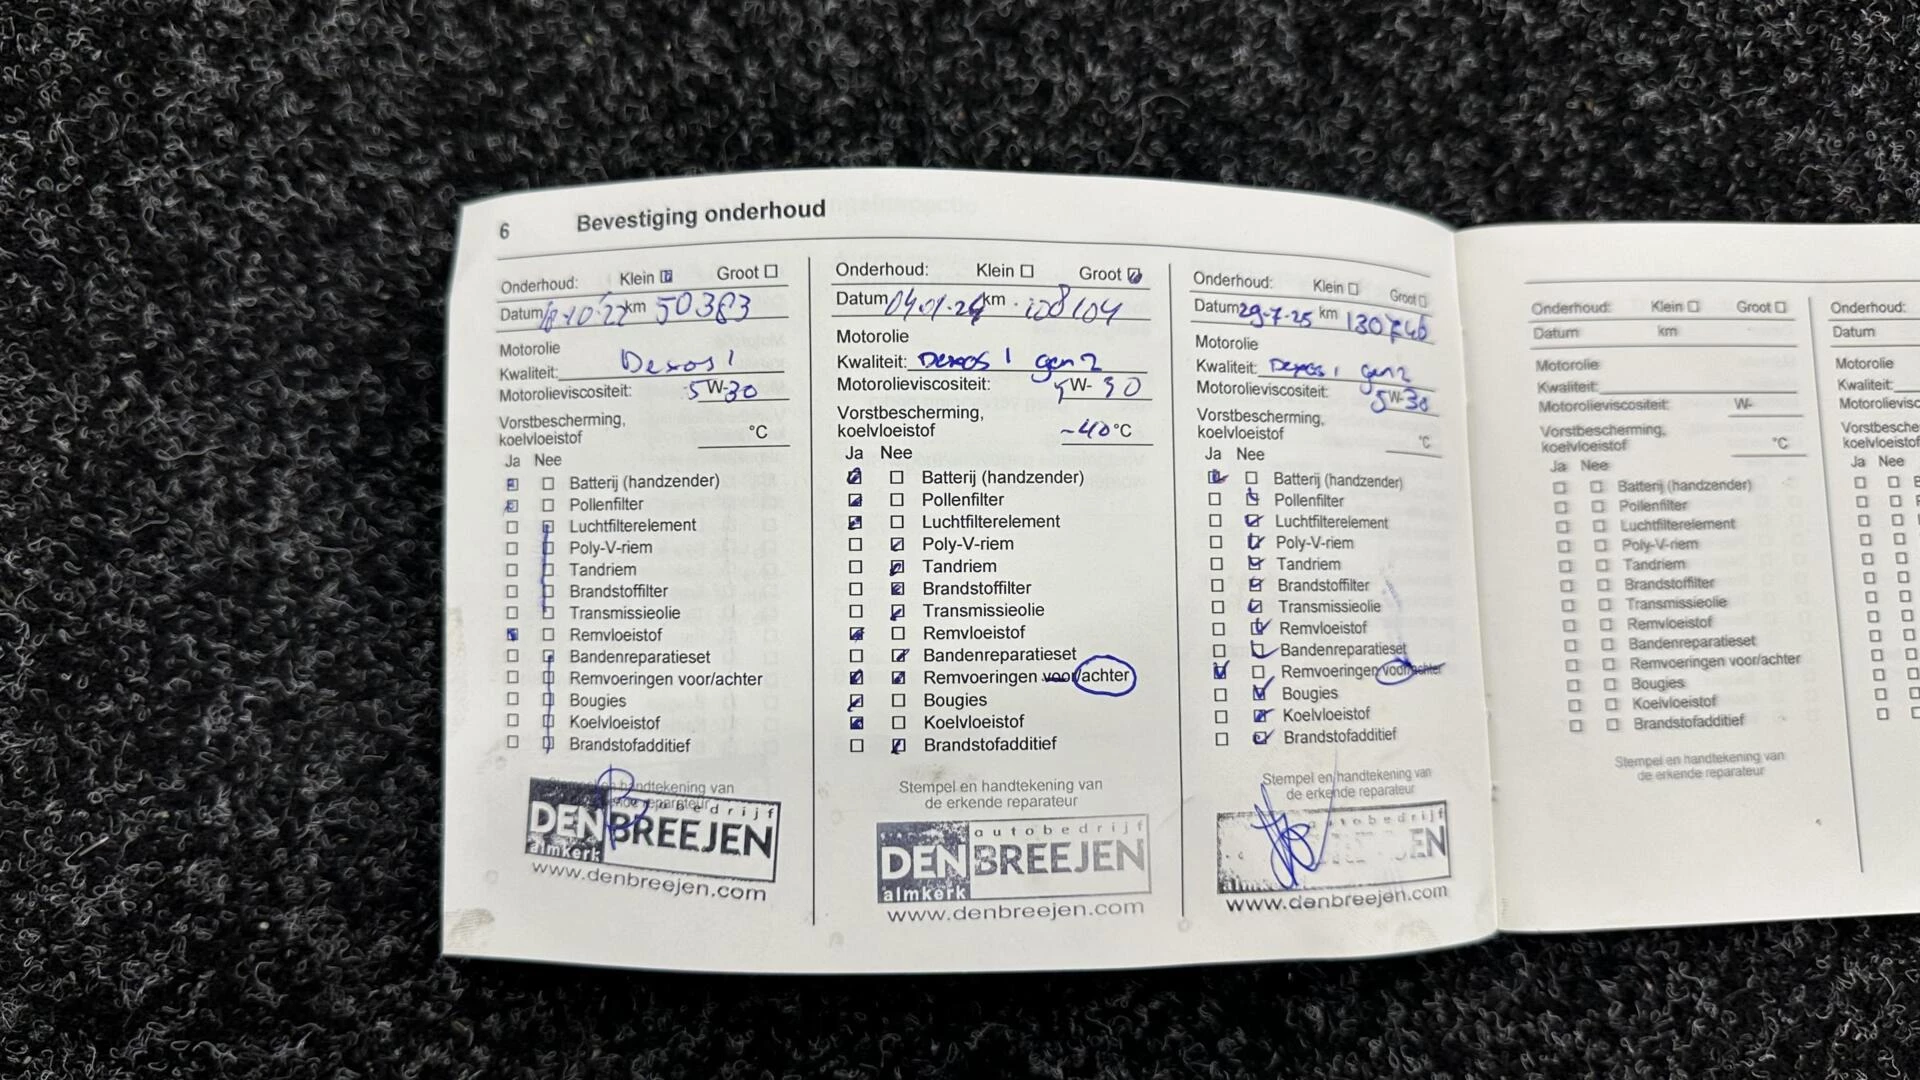 6 Bevestiging onderhoud
Onderhoud: Klein Groot
Datum 18-10-22 km 50383
Motorolie
Kwaliteit: Dexos 1
Motorolieviscositeit: 5W-30
Vorstbescherming,
koelvloeistof °C
Ja Nee
Batterij (handzender)
Pollenfilter
Luchtfilterelement
Poly-V-riem
Tandriem
Brandstoffilter
Transmissieolie
Remvloeistof
Bandenreparatieset
Remvoeringen voor/achter
Bougies
Koelvloeistof
Brandstofadditief
Stempel en handtekening van
de erkende reparateur
autobedrijf
DEN BREEJEN
almkerk
www.denbreejen.com
Onderhoud: Klein Groot
Datum 04-01-24 km 108104
Motorolie
Kwaliteit: Dexos 1 gen2
Motorolieviscositeit: 5W-30
Vorstbescherming,
koelvloeistof -40°C
Ja Nee
Batterij (handzender)
Pollenfilter
Luchtfilterelement
Poly-V-riem
Tandriem
Brandstoffilter
Transmissieolie
Remvloeistof
Bandenreparatieset
Remvoeringen voor/achter
Bougies
Koelvloeistof
Brandstofadditief
Stempel en handtekening van
de erkende reparateur
autobedrijf
DEN BREEJEN
almkerk
www.denbreejen.com
Onderhoud: Klein Groot
Datum 29-7-25 km
Motorolie
Kwaliteit: Dexos 1 gen2
Motorolieviscositeit: 5W-30
Vorstbescherming,
koelvloeistof °C
Ja Nee
Batterij (handzender)
Pollenfilter
Luchtfilterelement
Poly-V-riem
Tandriem
Brandstoffilter
Transmissieolie
Remvloeistof
Bandenreparatieset
Remvoeringen voor/achter
Bougies
Koelvloeistof
Brandstofadditief
Stempel en handtekening van
de erkende reparateur
autobedrijf
EN
www.denbreejen.com
Onderhoud: Klein Groot
Datum km
Motorolie
Kwaliteit:
Motorolieviscositeit: W-
Vorstbescherming,
koelvloeistof °C
Ja Nee
Batterij (handzender)
Pollenfilter
Luchtfilterelement
Poly-V-riem
Tandriem
Brandstoffilter
Transmissieolie
Remvloeistof
Bandenreparatieset
Remvoeringen voor/achter
Bougies
Koelvloeistof
Brandstofadditief
Stempel en handtekening van
de erkende reparateur
Onderhoud:
Datum
Motorolie
Kwaliteit:
Motorolievisc
Vorstbesche
koelvloeistof
Ja Nee